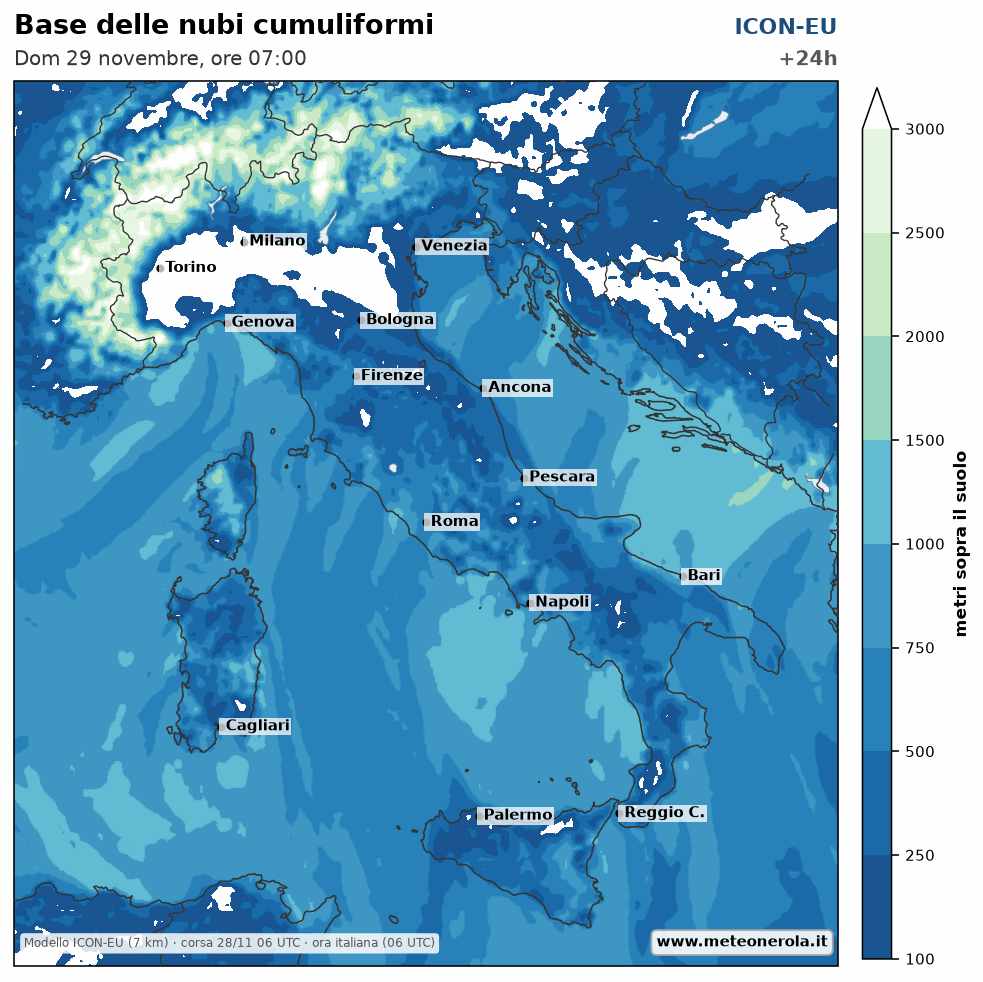 Base delle nubi cumuliformi
ICON-EU
Dom 29 novembre, ore 07:00
+24h
3000
2500
2000
1500
1000
750
500
250
100
metri sopra il suolo
Milano
Venezia
Torino
Genova
Bologna
Firenze
Ancona
Pescara
Roma
Bari
Napoli
Cagliari
Palermo
Reggio C.
Modello ICON-EU (7 km) · corsa 28/11 06 UTC · ora italiana (06 UTC)
www.meteonerola.it